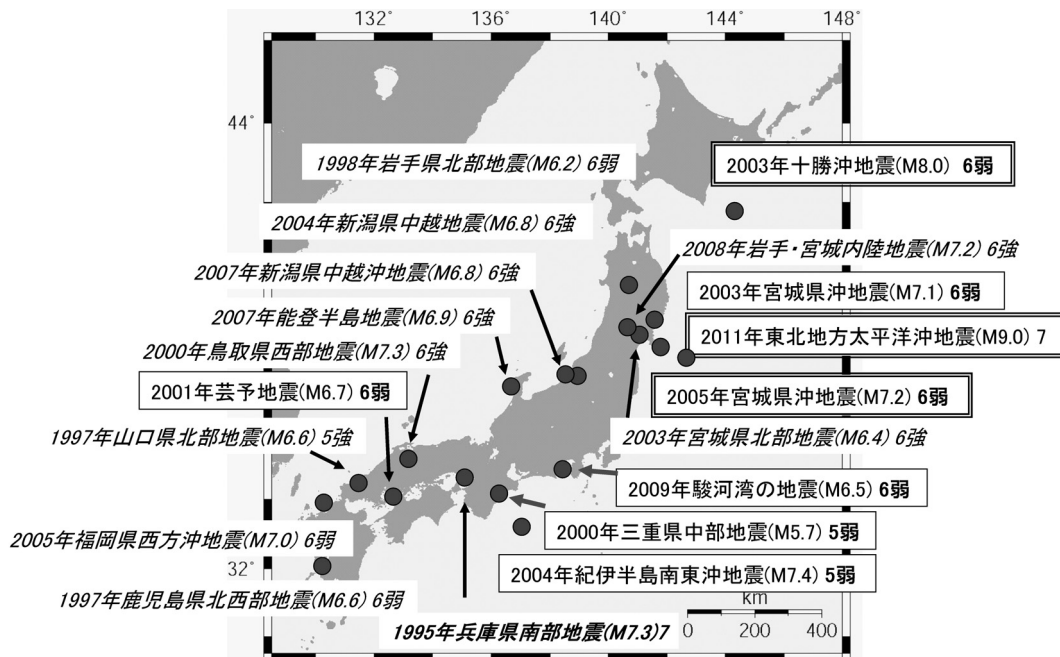 132°
136°
140°
144°
148°
44°
1998年岩手県北部地震(M6.2) 6弱
2003年十勝沖地震(M8.0) 6弱
2004年新潟県中越地震(M6.8) 6強
2008年岩手・宮城内陸地震(M7.2) 6強
2007年新潟県中越沖地震(M6.8) 6強
2003年宮城県沖地震(M7.1) 6弱
2007年能登半島地震(M6.9) 6強
2011年東北地方太平洋沖地震(M9.0) 7
2000年鳥取県西部地震(M7.3) 6強
2001年芸予地震(M6.7) 6弱
2005年宮城県沖地震(M7.2) 6弱
1997年山口県北部地震(M6.6) 5強
2003年宮城県北部地震(M6.4) 6強
2009年駿河湾の地震(M6.5) 6弱
2000年三重県中部地震(M5.7) 5弱
2005年福岡県西方沖地震(M7.0) 6弱
32°
2004年紀伊半島南東沖地震(M7.4) 5弱
1997年鹿児島県北西部地震(M6.6) 6弱
km
0 200 400
1995年兵庫県南部地震(M7.3)7